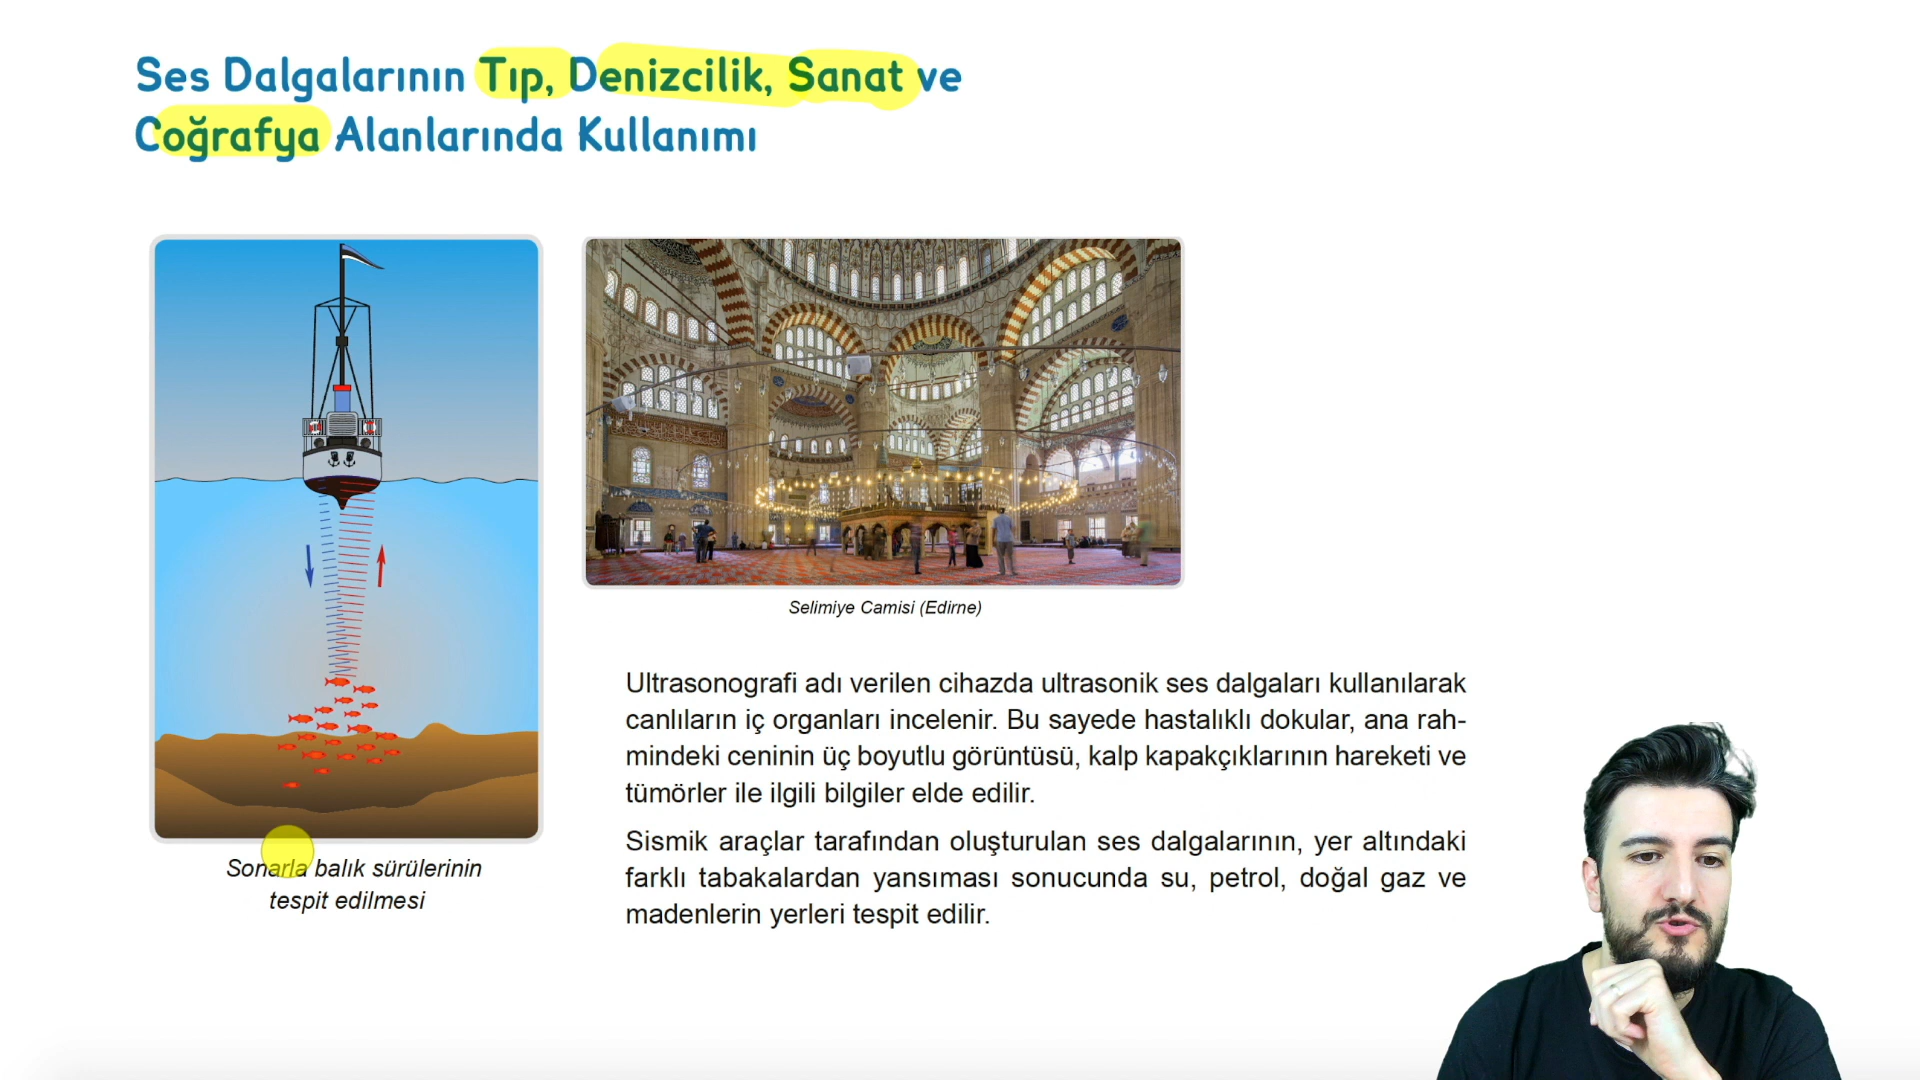 Ses Dalgalarının Tıp, Denizcilik, Sanat ve
Coğrafya Alanlarında Kullanımı
Selimiye Camisi (Edirne)
Ultrasonografi adı verilen cihazda ultrasonik ses dalgaları kullanılarak
canlıların iç organları incelenir. Bu sayede hastalıklı dokular, ana rah-
mindeki ceninin üç boyutlu görüntüsü, kalp kapakçıklarının hareketi ve
tümörler ile ilgili bilgiler elde edilir.
Sismik araçlar tarafından oluşturulan ses dalgalarının, yer altındaki
farklı tabakalardan yansıması sonucunda su, petrol, doğal gaz ve
madenlerin yerleri tespit edilir.
Sonarla balık sürülerinin
tespit edilmesi